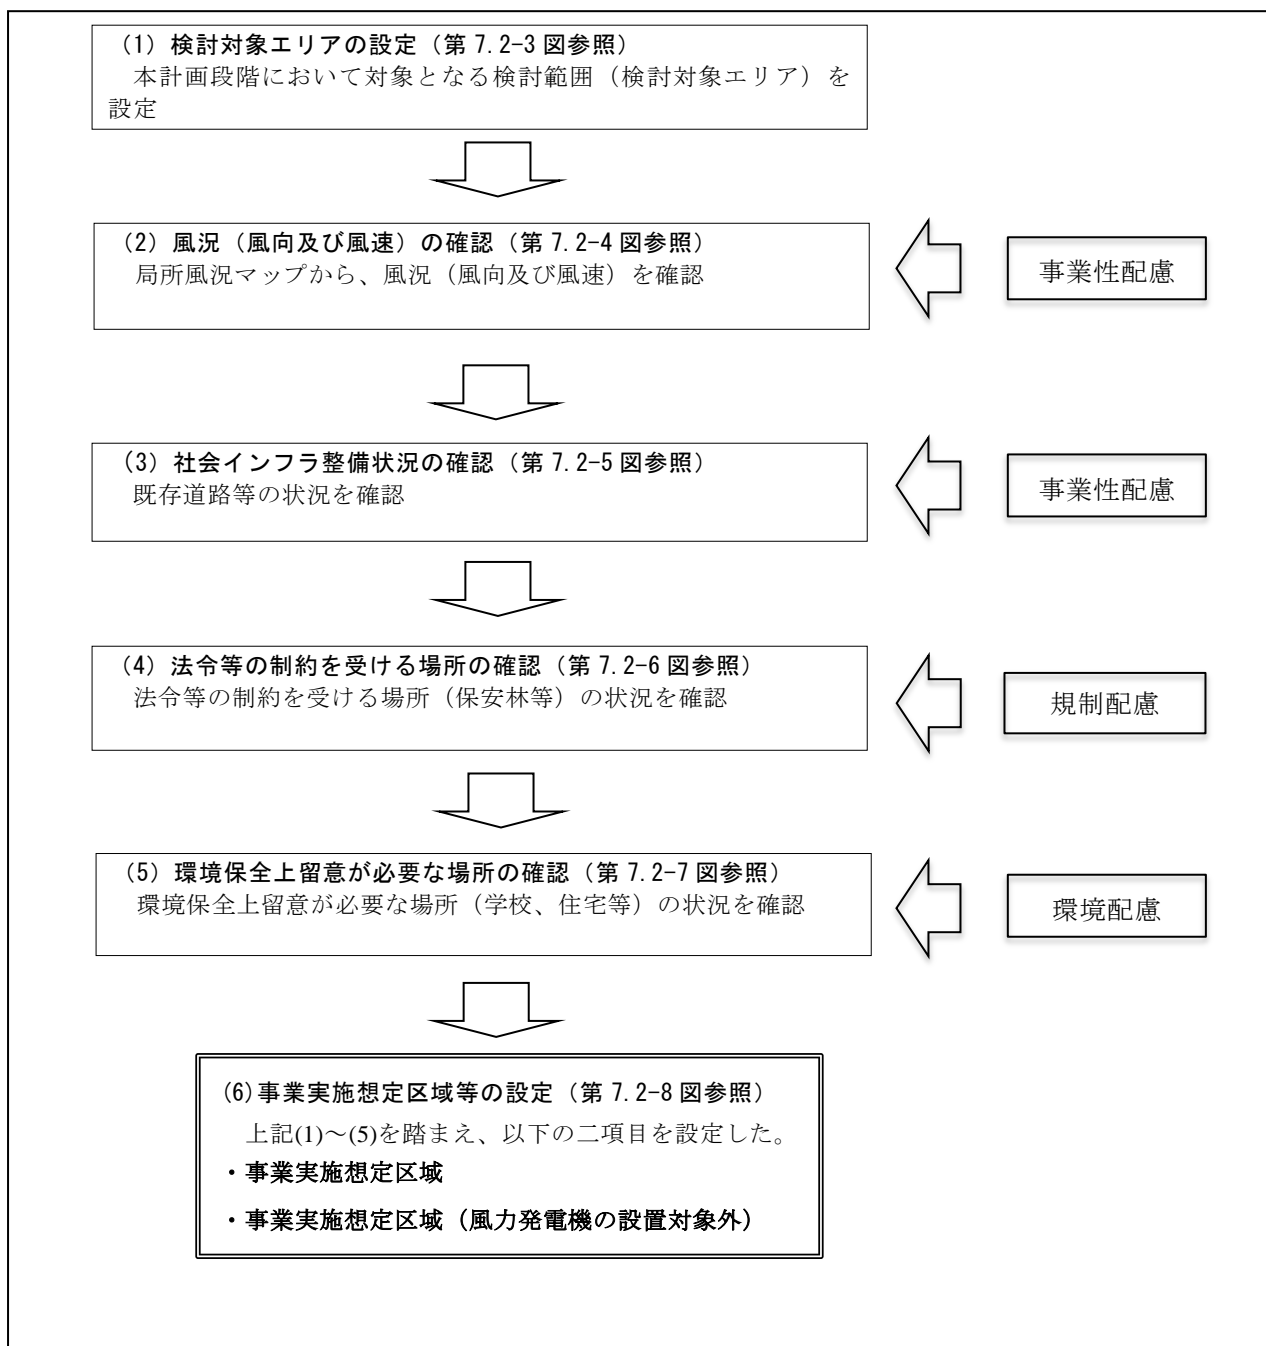 (1) 検討対象エリアの設定（第 7.2-3 図参照）
本計画段階において対象となる検討範囲（検討対象エリア）を
設定
(2) 風況（風向及び風速）の確認（第 7.2-4 図参照）
局所風況マップから、風況（風向及び風速）を確認
事業性配慮
(3) 社会インフラ整備状況の確認（第 7.2-5 図参照）
既存道路等の状況を確認
事業性配慮
(4) 法令等の制約を受ける場所の確認（第 7.2-6 図参照）
法令等の制約を受ける場所（保安林等）の状況を確認
規制配慮
(5) 環境保全上留意が必要な場所の確認（第 7.2-7 図参照）
環境保全上留意が必要な場所（学校、住宅等）の状況を確認
環境配慮
(6)事業実施想定区域等の設定（第 7.2-8 図参照）
上記(1)～(5)を踏まえ、以下の二項目を設定した。
・事業実施想定区域
・事業実施想定区域（風力発電機の設置対象外）